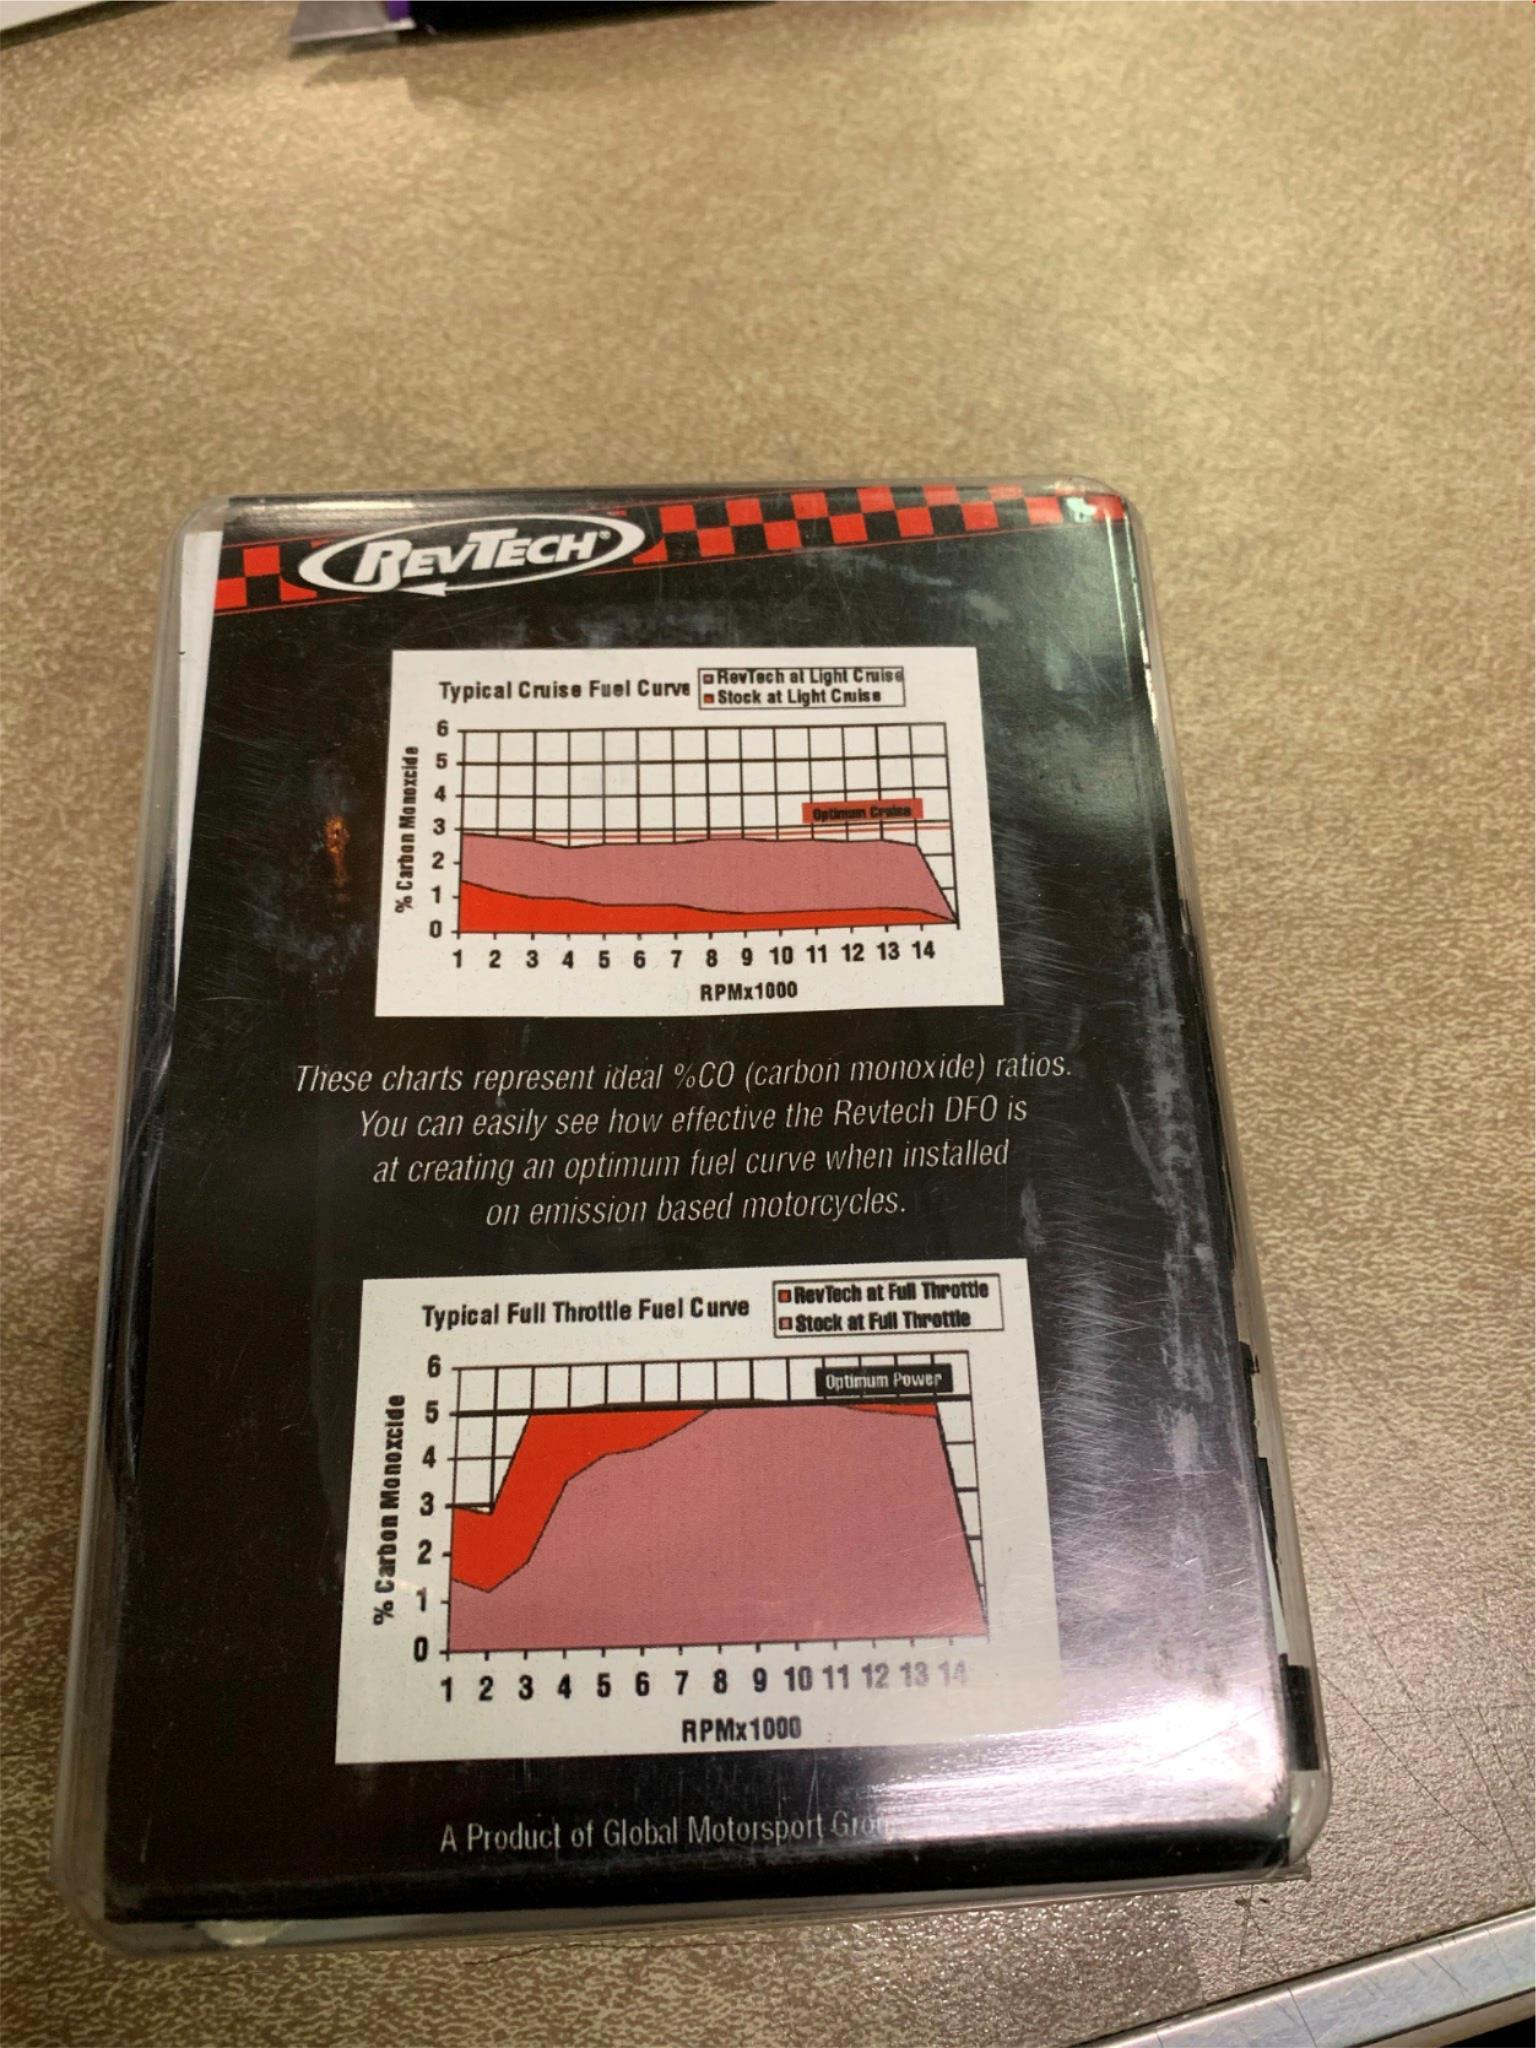 REVTECH®
Typical Cruise Fuel Curve
RevTech at Light Cruise
Stock at Light Cruise
% Carbon Monoxcide
6
5
4
3
2
1
0
Optimum Cruise
1 2 3 4 5 6 7 8 9 10 11 12 13 14
RPMx1000
These charts represent ideal %CO (carbon monoxide) ratios.
You can easily see how effective the Revtech DFO is
at creating an optimum fuel curve when installed
on emission based motorcycles.
Typical Full Throttle Fuel Curve
RevTech at Full Throttle
Stock at Full Throttle
% Carbon Monoxcide
6
5
4
3
2
1
0
Optimum Power
1 2 3 4 5 6 7 8 9 10 11 12 13 14
RPMx1000
A Product of Global Motorsport